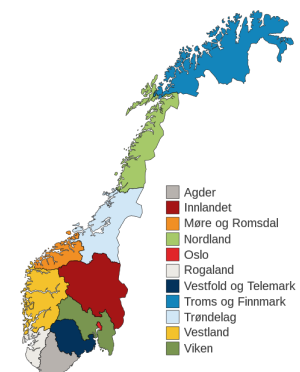 Agder
Innlandet
Møre og Romsdal
Nordland
Oslo
Rogaland
Vestfold og Telemark
Troms og Finnmark
Trøndelag
Vestland
Viken